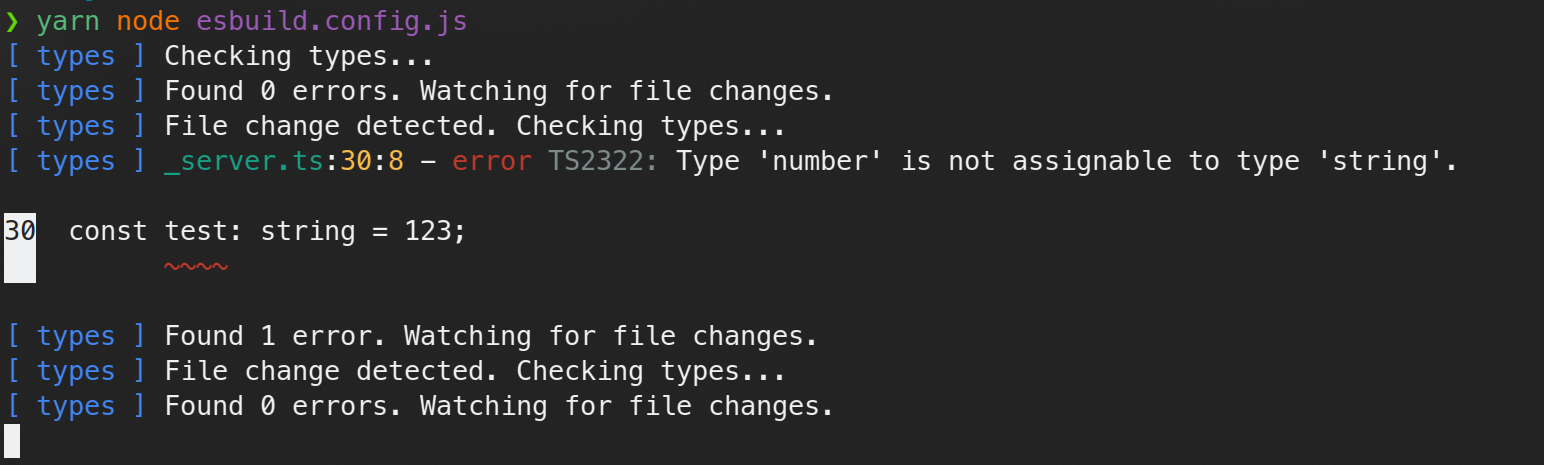 ❯ yarn node esbuild.config.js
[ types ] Checking types...
[ types ] Found 0 errors. Watching for file changes.
[ types ] File change detected. Checking types...
[ types ] _server.ts:30:8 – error TS2322: Type 'number' is not assignable to type 'string'.
30  const test: string = 123;
~~~~
[ types ] Found 1 error. Watching for file changes.
[ types ] File change detected. Checking types...
[ types ] Found 0 errors. Watching for file changes.